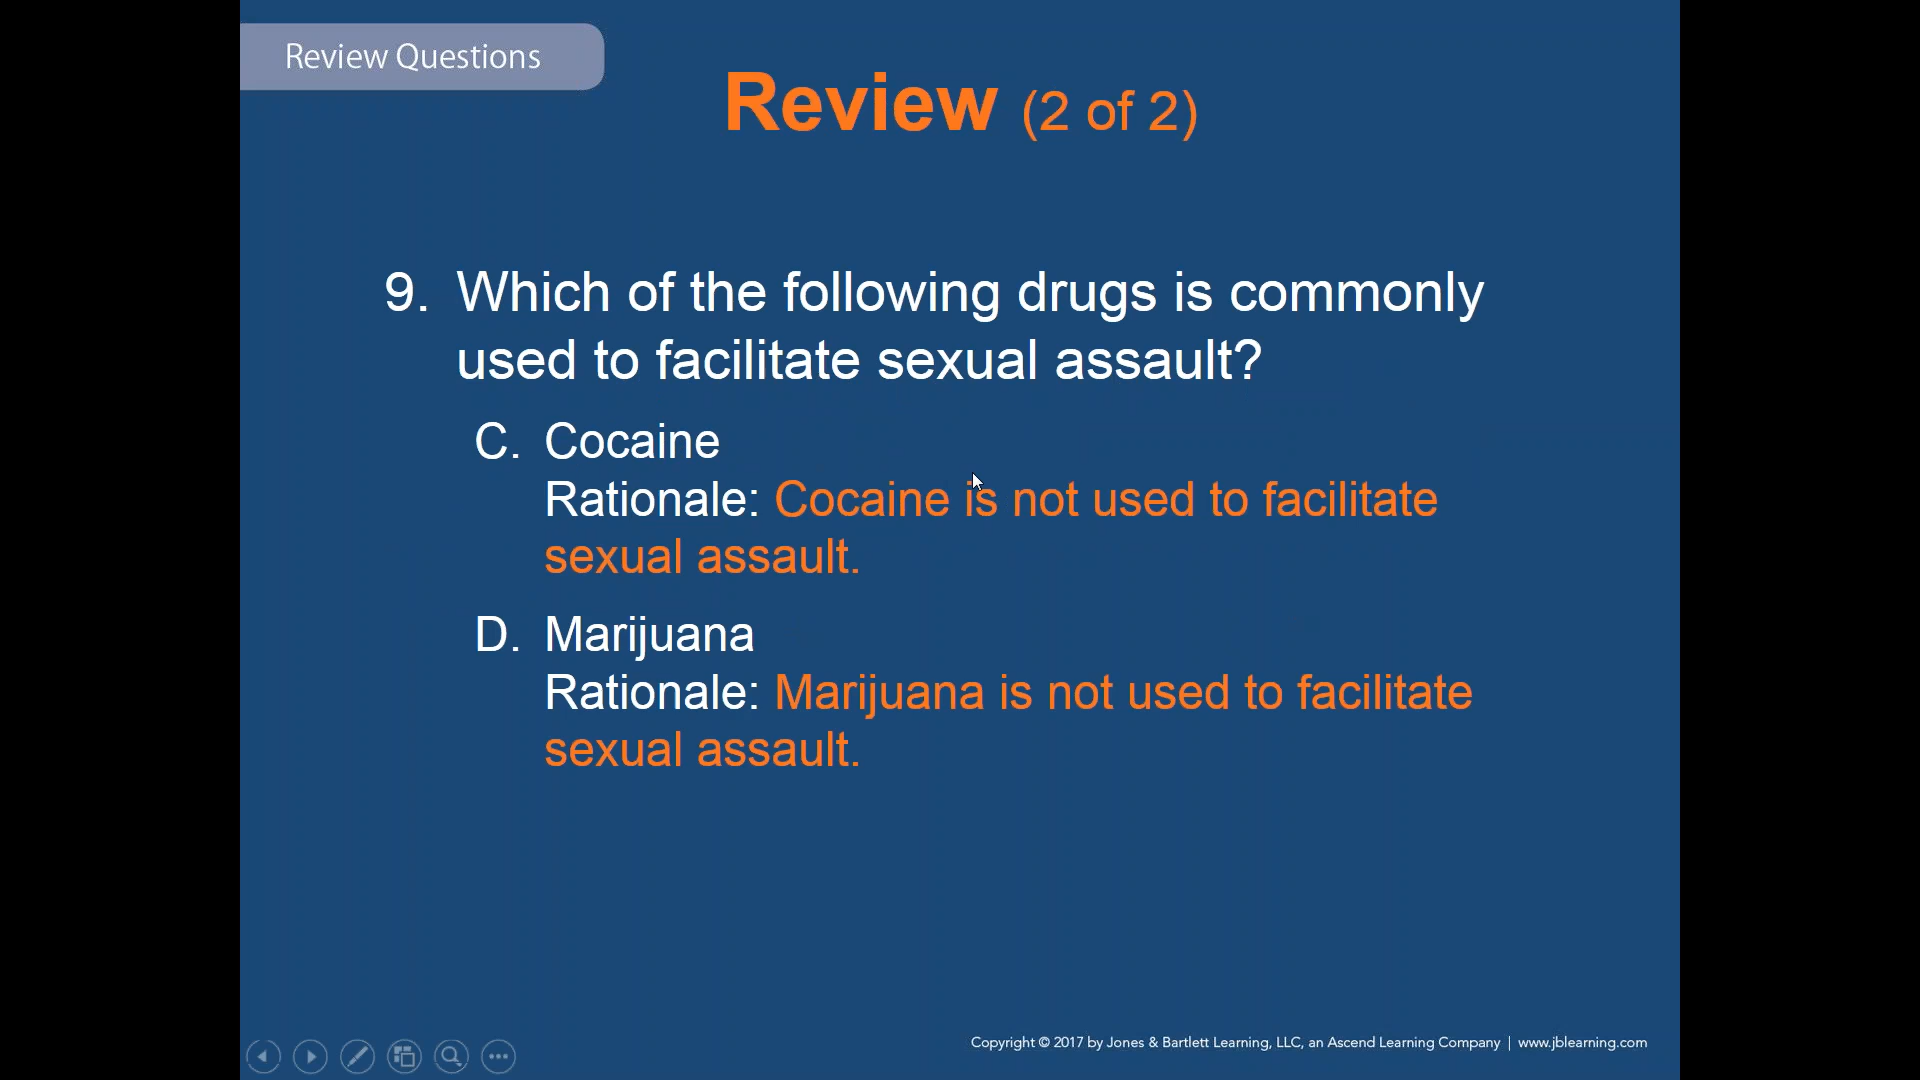 Review Questions
Review (2 of 2)
9. Which of the following drugs is commonly
used to facilitate sexual assault?
C. Cocaine
Rationale: Cocaine is not used to facilitate
sexual assault.
D. Marijuana
Rationale: Marijuana is not used to facilitate
sexual assault.
Copyright © 2017 by Jones & Bartlett Learning, LLC, an Ascend Learning Company | www.jblearning.com